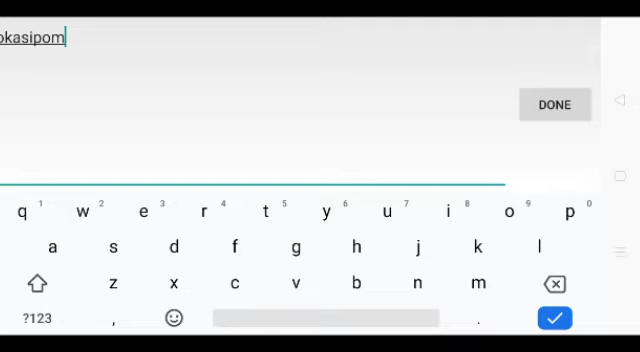 okasipom
DONE
q 1 w 2 e 3 r 4 t 5 y 6 u 7 i 8 o 9 p 0
a s d f g h j k l
z x c v b n m
?123 , .